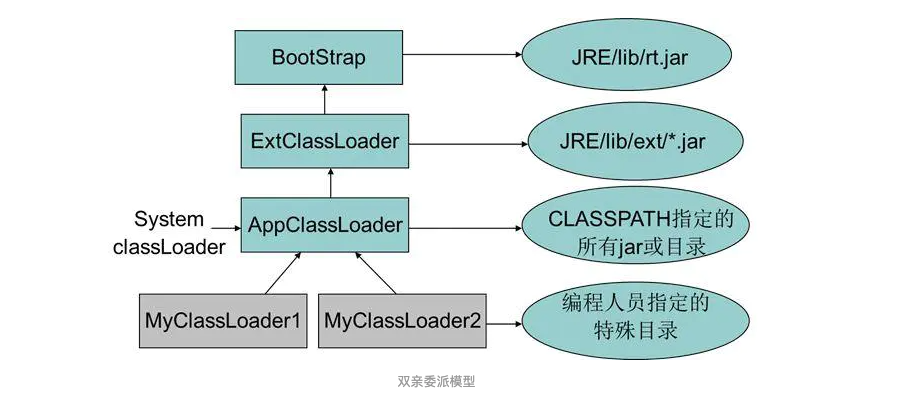 BootStrap
JRE/lib/rt.jar
ExtClassLoader
JRE/lib/ext/*.jar
System
classLoader
AppClassLoader
CLASSPATH指定的
所有jar或目录
MyClassLoader1
MyClassLoader2
编程人员指定的
特殊目录
双亲委派模型